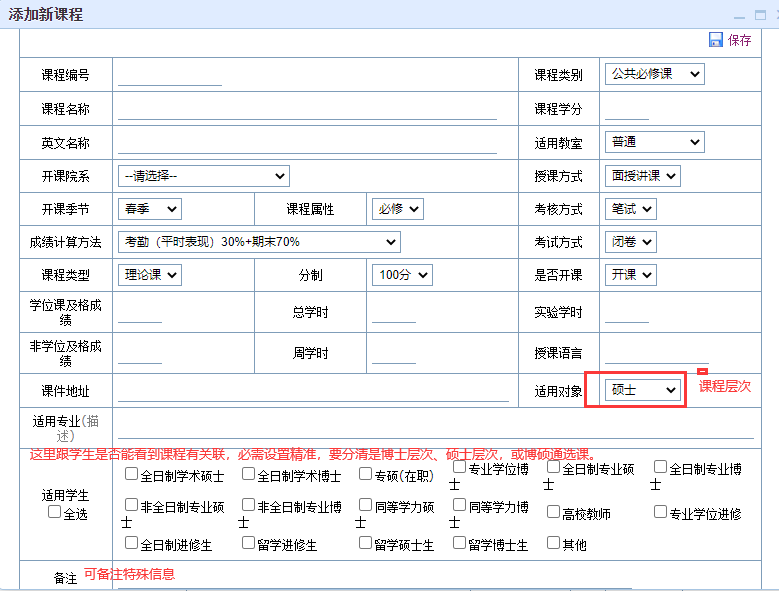 添加新课程
保存
课程编号 课程类别 公共必修课
课程名称 课程学分
英文名称 适用教室 普通
开课院系 --请选择-- 授课方式 面授讲课
开课季节 春季 课程属性 必修 考核方式 笔试
成绩计算方法 考勤（平时表现）30%+期末70% 考试方式 闭卷
课程类型 理论课 分制 100分 是否开课 开课
学位课及格成
绩 总学时 实验学时
非学位及格成
绩 周学时 授课语言
课件地址 适用对象 硕士 课程层次
适用专业(描
述)
这里跟学生是否能看到课程有关联，必需设置精准，要分清是博士层次、硕士层次，或博硕通选课。
适用学生
全选
全日制学术硕士 全日制学术博士 专硕(在职) 专业学位博
士 全日制专业硕
士 全日制专业博
士
非全日制专业硕
士 非全日制专业博
士 同等学力硕
士 同等学力博
士 高校教师 专业学位进修
全日制进修生 留学进修生 留学硕士生 留学博士生 其他
备注 可备注特殊信息